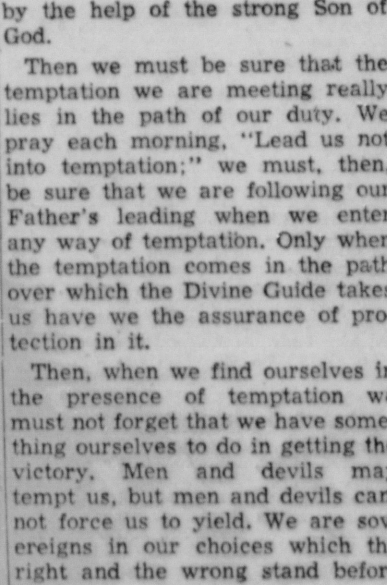 by the help of the strong Son of
God.
Then we must be sure that the
temptation we are meeting really
lies in the path of our duty. We
pray each morning, "Lead us not
into temptation;" we must, then,
be sure that we are following our
Father's leading when we enter
any way of temptation. Only when
the temptation comes in the path
over which the Divine Guide takes
us have we the assurance of pro
tection in it.
Then, when we find ourselves in
the presence of temptation w
must not forget that we have some
thing ourselves to do in getting th
victory. Men and devils may
tempt us, but men and devils can
not force us to yield. We are sov
ereigns in our choices which th
right and the wrong stand befor